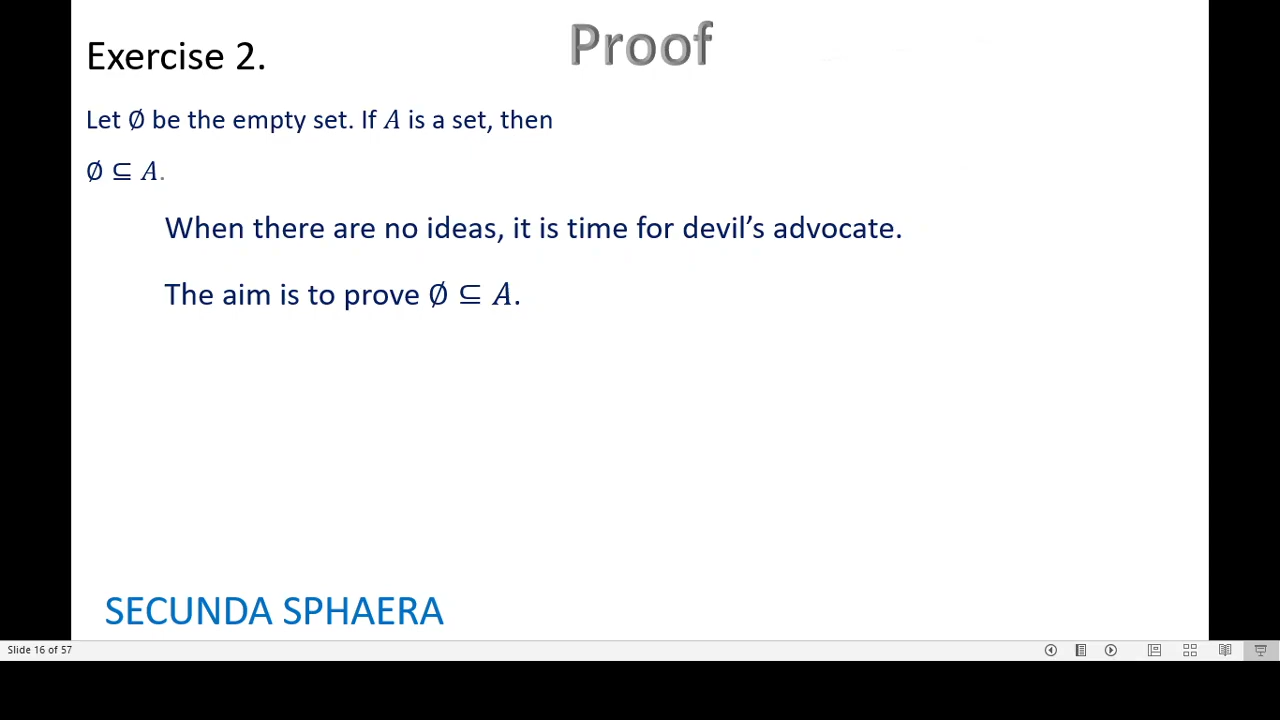 Proof
Exercise 2.
Let ∅ be the empty set. If A is a set, then
∅ ⊆ A.
When there are no ideas, it is time for devil’s advocate.
The aim is to prove ∅ ⊆ A.
SECUNDA SPHAERA
Slide 16 of 57